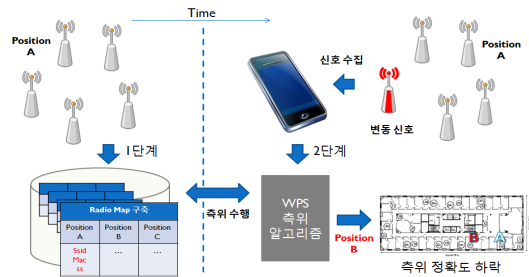 Time
Position
A
신호 수집
Position
A
변동 신호
1단계
2단계
Radio Map 구축
Position
A
Position
B
Position
C
Ssid
Mac
ss
...
...
측위 수행
WPS
측위
알고리즘
Position
B
B
A
측위 정확도 하락